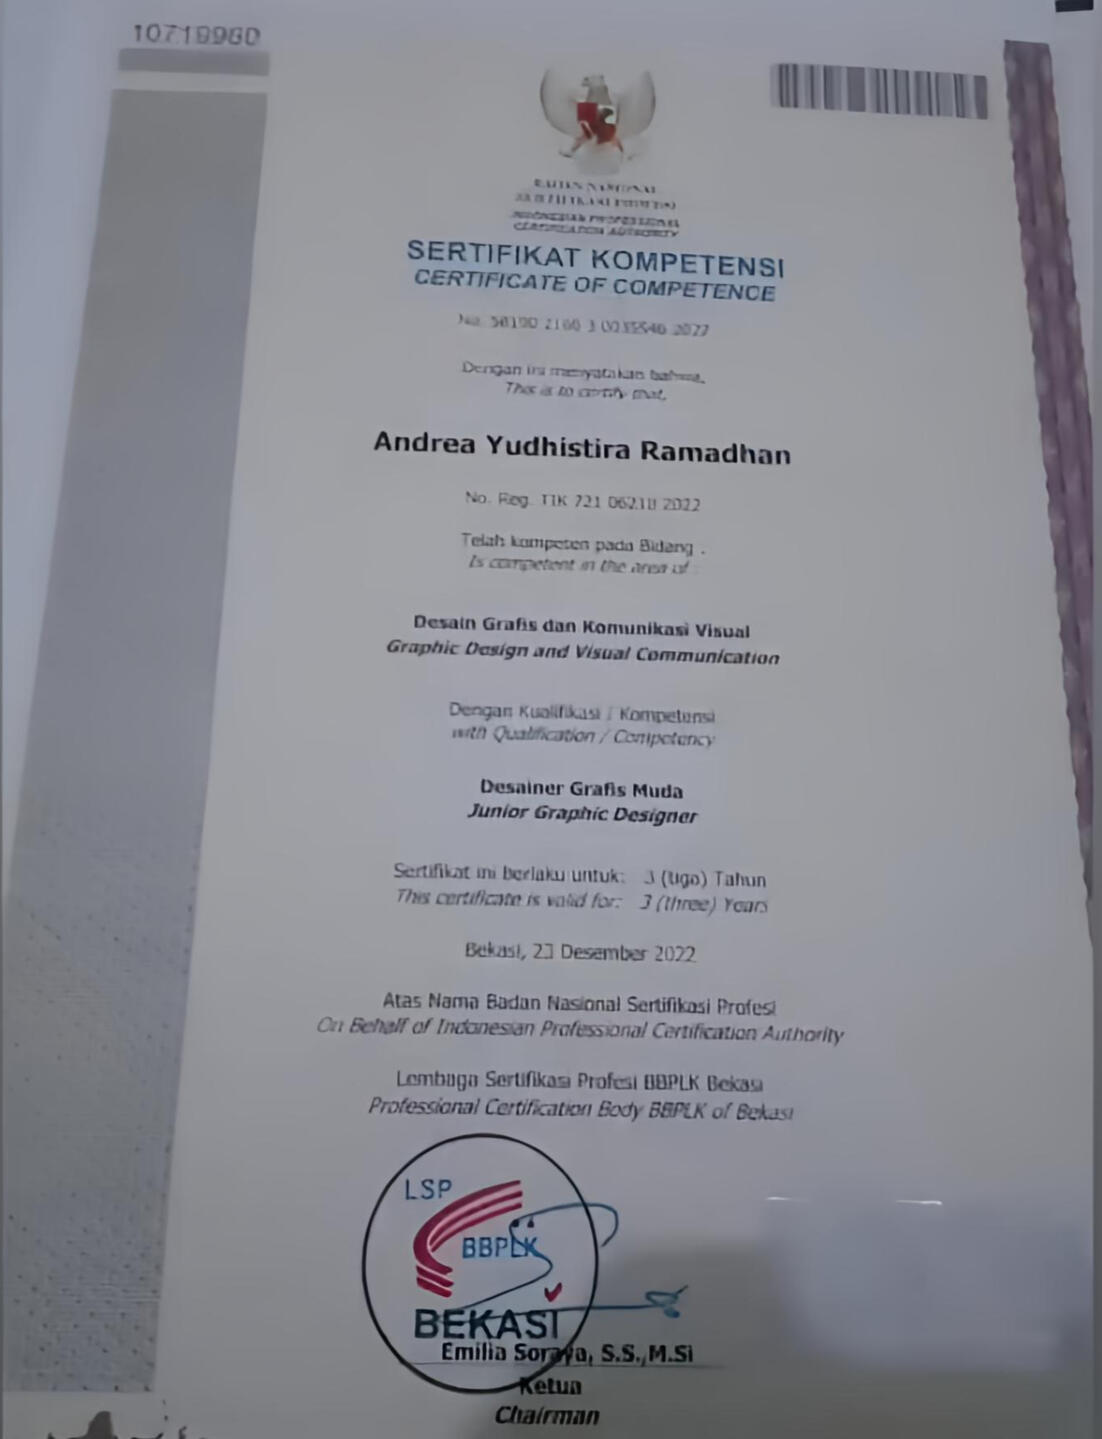 SERTIFIKAT KOMPETENSI
CERTIFICATE OF COMPETENCE
Dengan ini menyatakan bahwa,
This is to certify that,
Andrea Yudhistira Ramadhan
No. Reg. TIK 721 2022
Telah kompeten pada Bidang :
Is competent in the area of :
Desain Grafis dan Komunikasi Visual
Graphic Design and Visual Communication
Dengan Kualifikasi / Kompetensi
with Qualification / Competency
Desainer Grafis Muda
Junior Graphic Designer
Sertifikat ini berlaku untuk: 3 (tiga) Tahun
This certificate is valid for: 3 (three) Years
Bekasi, Desember 2022
Atas Nama Badan Nasional Sertifikasi Profesi
On Behalf of Indonesian Professional Certification Authority
Lembaga Sertifikasi Profesi BBPLK Bekasi
Professional Certification Body BBPLK of Bekasi
LSP
BBPLK
BEKASI
Emilia Soraya, S.S.,M.Si
Ketua
Chairman